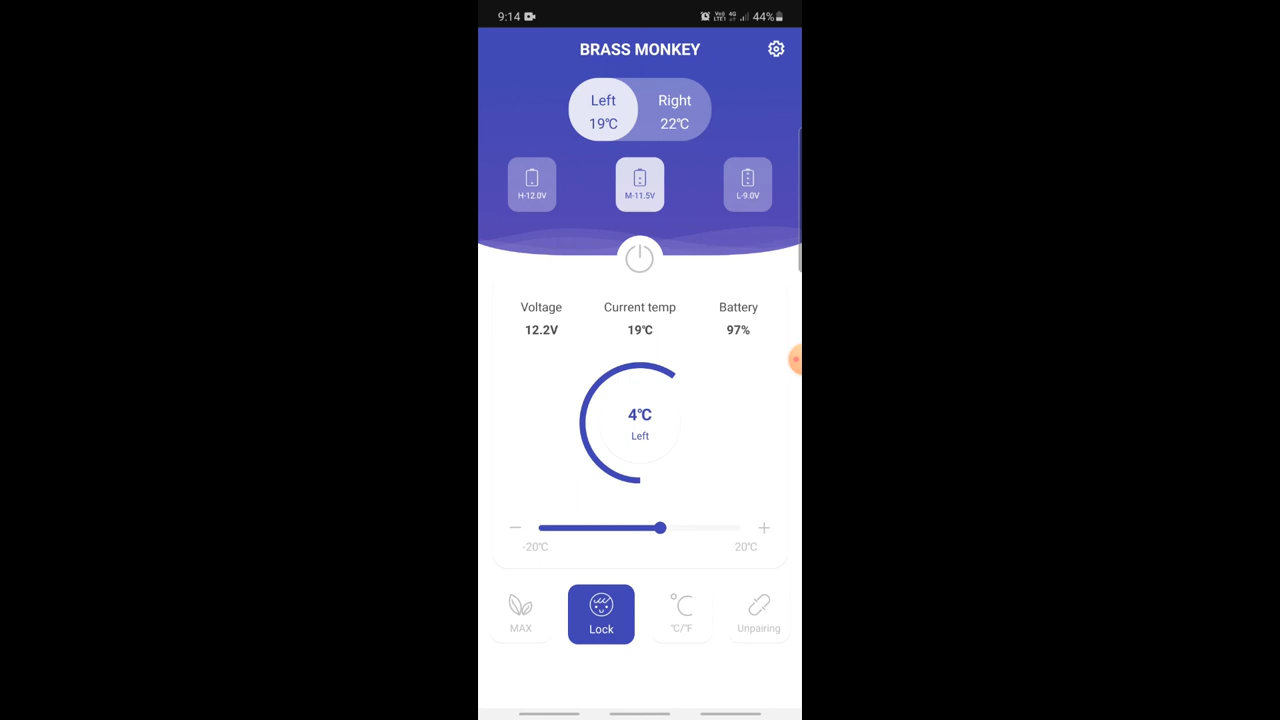 9:14
44%
BRASS MONKEY
Left
Right
19℃
22℃
H-12.0V
M-11.5V
L-9.0V
Voltage
Current temp
Battery
12.2V
19℃
97%
4℃
Left
-20℃
20℃
MAX
Lock
℃/℉
Unpairing